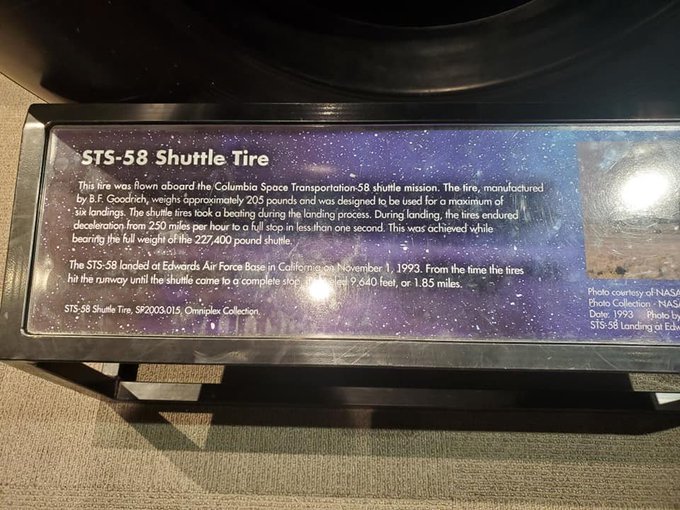 STS-58 Shuttle Tire
This tire was flown aboard the Columbia Space Transportation-58 shuttle mission. The tire, manufactured
by B.F. Goodrich, weighs approximately 205 pounds and was designed to be used for a maximum of
six landings. The shuttle tires took a beating during the landing process. During landing, the tires endured
deceleration from 250 miles per hour to a full stop in less than one second. This was achieved while
bearing the full weight of the 227,400 pound shuttle.
The STS-58 landed at Edwards Air Force Base in California on November 1, 1993. From the time the tires
hit the runway until the shuttle came to a complete stop 9,640 feet, or 1.85 miles.
STS-58 Shuttle Tire, SP2003.015, Omniplex Collection.
Photo courtesy of NASA
Photo Collection - NASA
Date: 1993 Photo by
STS-58 Landing at Edw